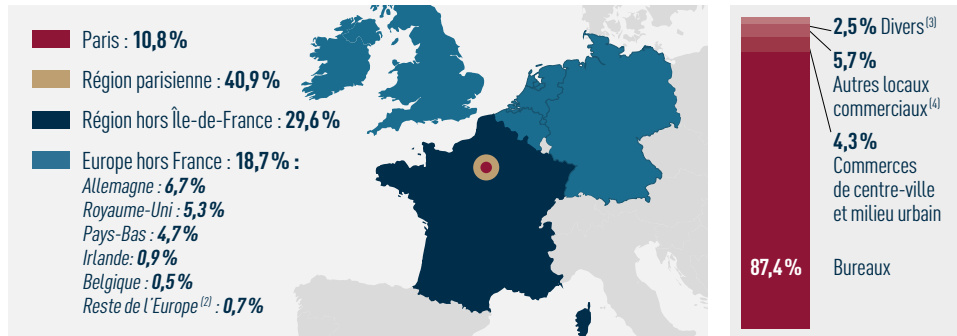 Paris : 10,8 %
Région parisienne : 40,9 %
Région hors Île-de-France : 29,6 %
Europe hors France : 18,7 % :
Allemagne : 6,7 %
Royaume-Uni : 5,3 %
Pays-Bas : 4,7 %
Irlande: 0,9 %
Belgique : 0,5 %
Reste de l'Europe (2) : 0,7 %
2,5 % Divers(3)
5,7 %
Autres locaux
commerciaux(4)
4,3 %
Commerces
de centre-ville
et milieu urbain
87,4 % Bureaux